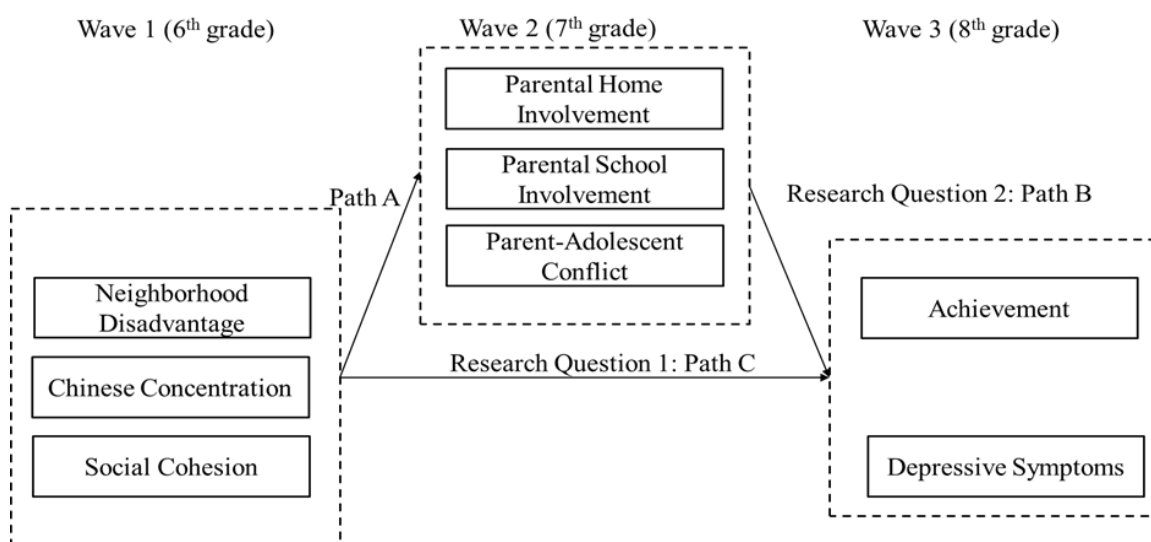 Wave 1 (6th grade)
Wave 2 (7th grade)
Wave 3 (8th grade)
Parental Home
Involvement
Parental School
Involvement
Parent-Adolescent
Conflict
Path A
Research Question 2: Path B
Neighborhood
Disadvantage
Chinese Concentration
Social Cohesion
Research Question 1: Path C
Achievement
Depressive Symptoms